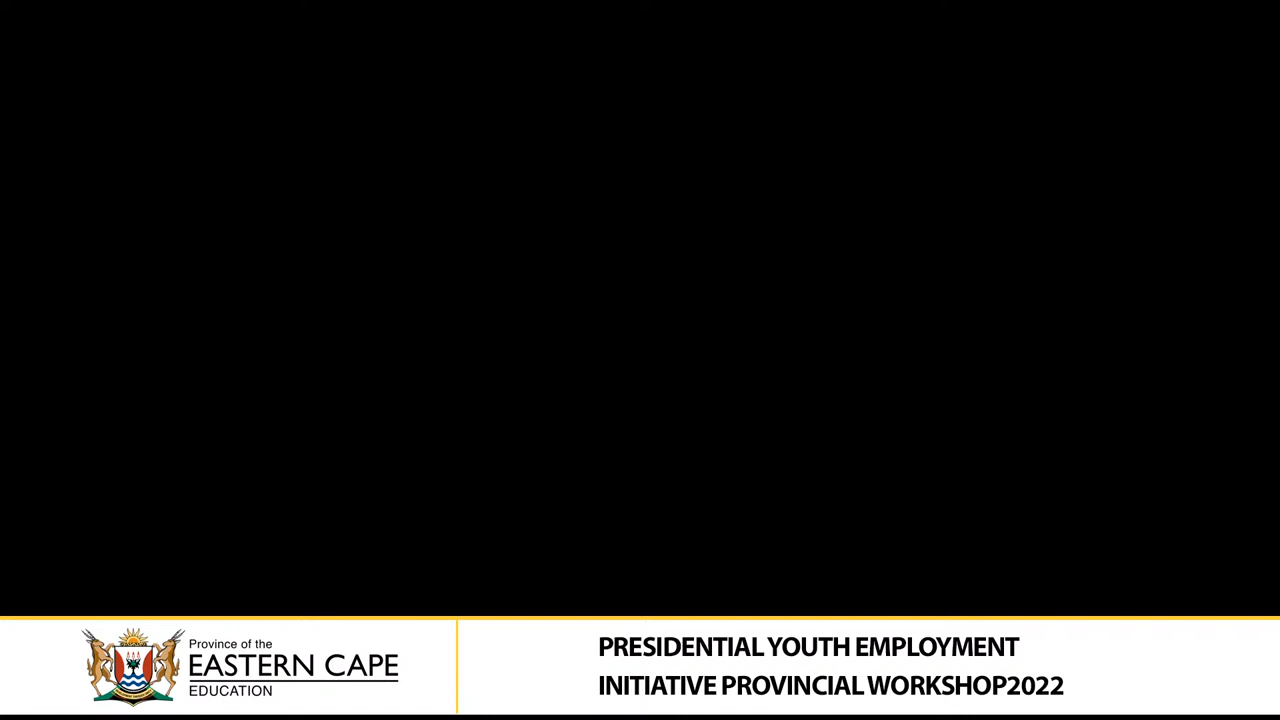 Province of the
EASTERN CAPE
EDUCATION
PRESIDENTIAL YOUTH EMPLOYMENT
INITIATIVE PROVINCIAL WORKSHOP2022